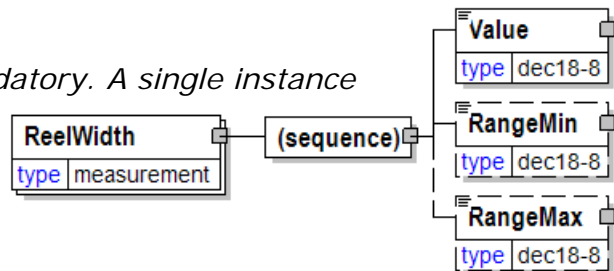 Value
type dec18-8
datory. A single instance
ReelWidth
type measurement
(sequence)
RangeMin
type dec18-8
RangeMax
type dec18-8